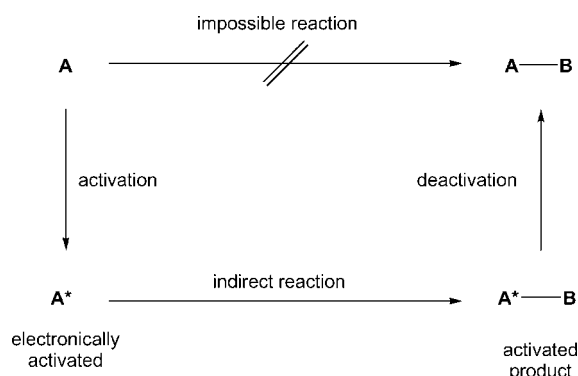 impossible reaction
A
A—B
activation
deactivation
A*
indirect reaction
A*—B
electronically
activated
activated
product